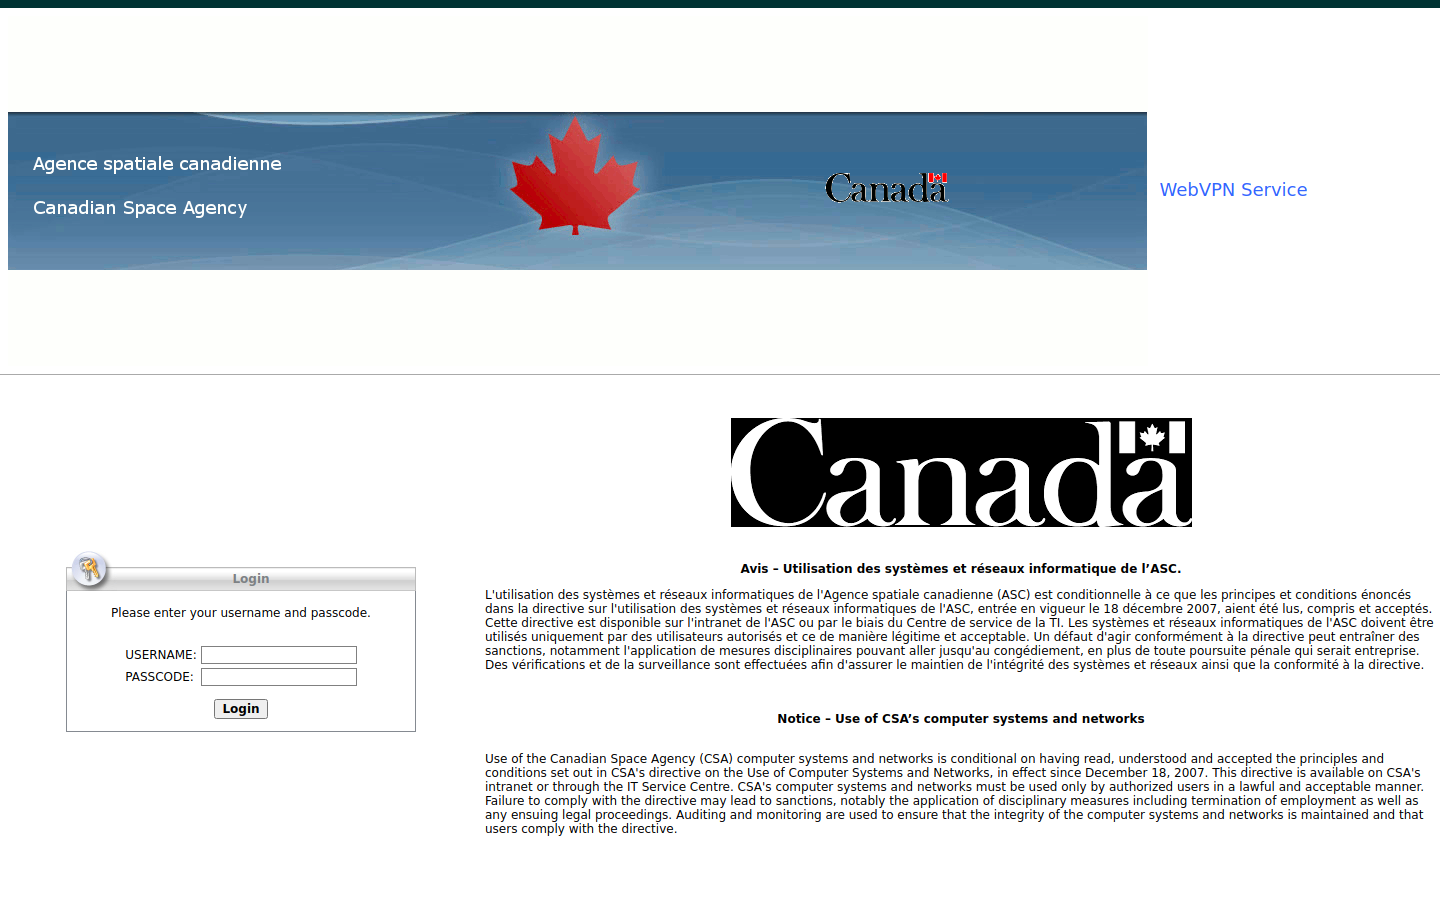 Agence spatiale canadienne
Canadian Space Agency
Canada
WebVPN Service
Canada
Login
Please enter your username and passcode.
USERNAME:
PASSCODE:
Login
Avis – Utilisation des systèmes et réseaux informatique de l’ASC.
L'utilisation des systèmes et réseaux informatiques de l'Agence spatiale canadienne (ASC) est conditionnelle à ce que les principes et conditions énoncés
dans la directive sur l'utilisation des systèmes et réseaux informatiques de l'ASC, entrée en vigueur le 18 décembre 2007, aient été lus, compris et acceptés.
Cette directive est disponible sur l'intranet de l'ASC ou par le biais du Centre de service de la TI. Les systèmes et réseaux informatiques de l'ASC doivent être
utilisés uniquement par des utilisateurs autorisés et ce de manière légitime et acceptable. Un défaut d'agir conformément à la directive peut entraîner des
sanctions, notamment l'application de mesures disciplinaires pouvant aller jusqu'au congédiement, en plus de toute poursuite pénale qui serait entreprise.
Des vérifications et de la surveillance sont effectuées afin d'assurer le maintien de l'intégrité des systèmes et réseaux ainsi que la conformité à la directive.
Notice – Use of CSA’s computer systems and networks
Use of the Canadian Space Agency (CSA) computer systems and networks is conditional on having read, understood and accepted the principles and
conditions set out in CSA's directive on the Use of Computer Systems and Networks, in effect since December 18, 2007. This directive is available on CSA's
intranet or through the IT Service Centre. CSA's computer systems and networks must be used only by authorized users in a lawful and acceptable manner.
Failure to comply with the directive may lead to sanctions, notably the application of disciplinary measures including termination of employment as well as
any ensuing legal proceedings. Auditing and monitoring are used to ensure that the integrity of the computer systems and networks is maintained and that
users comply with the directive.